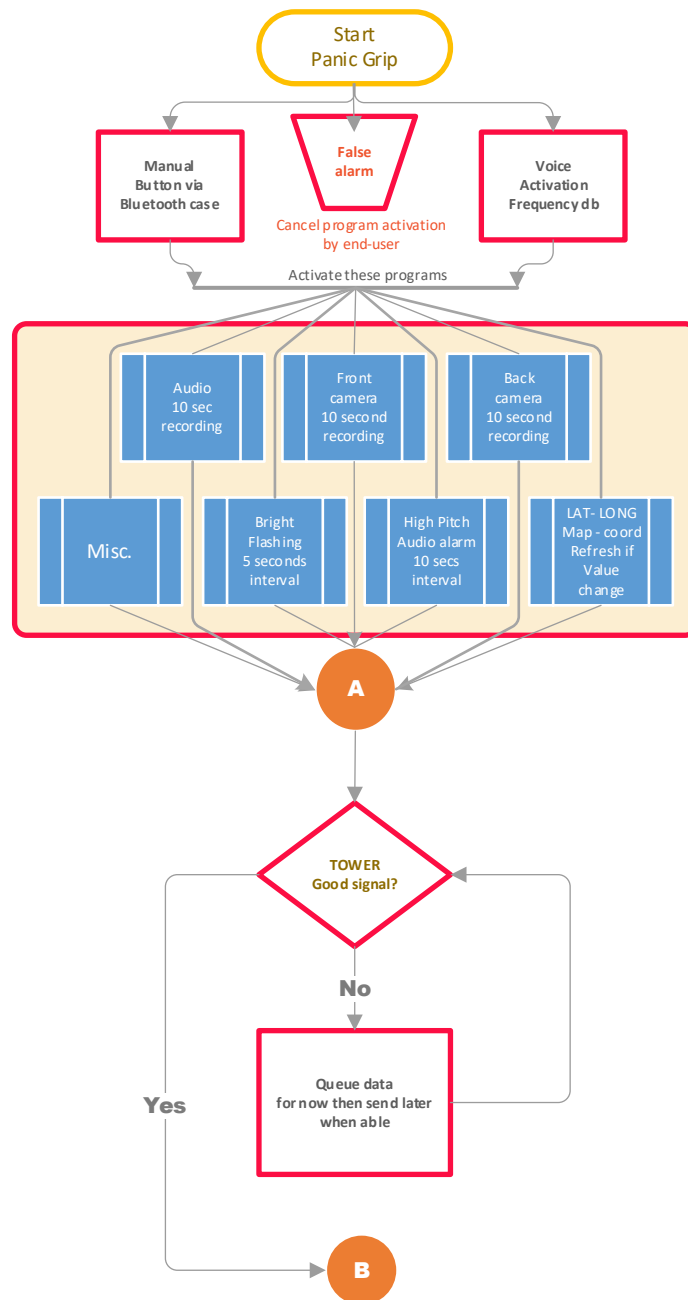 Start
Panic Grip
Manual
Button via
Bluetooth case
False
alarm
Voice
Activation
Frequency db
Cancel program activation
by end-user
Activate these programs
Audio
10 sec
recording
Front
camera
10 second
recording
Back
camera
10 second
recording
Misc.
Bright
Flashing
5 seconds
interval
High Pitch
Audio alarm
10 secs
interval
LAT- LONG
Map - coord
Refresh if
Value
change
A
TOWER
Good signal?
No
Queue data
for now then send later
when able
Yes
B